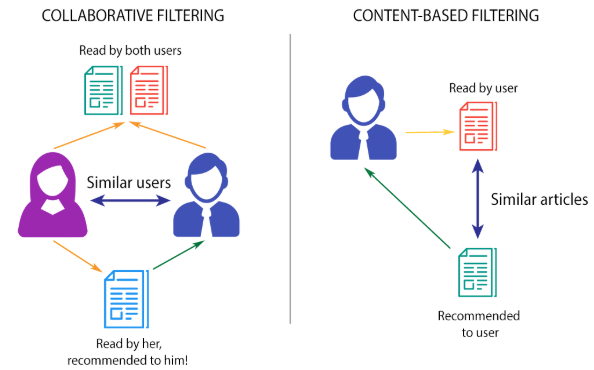 COLLABORATIVE FILTERING
Read by both users
Similar users
Read by her,
recommended to him!
CONTENT-BASED FILTERING
Read by user
Similar articles
Recommended
to user